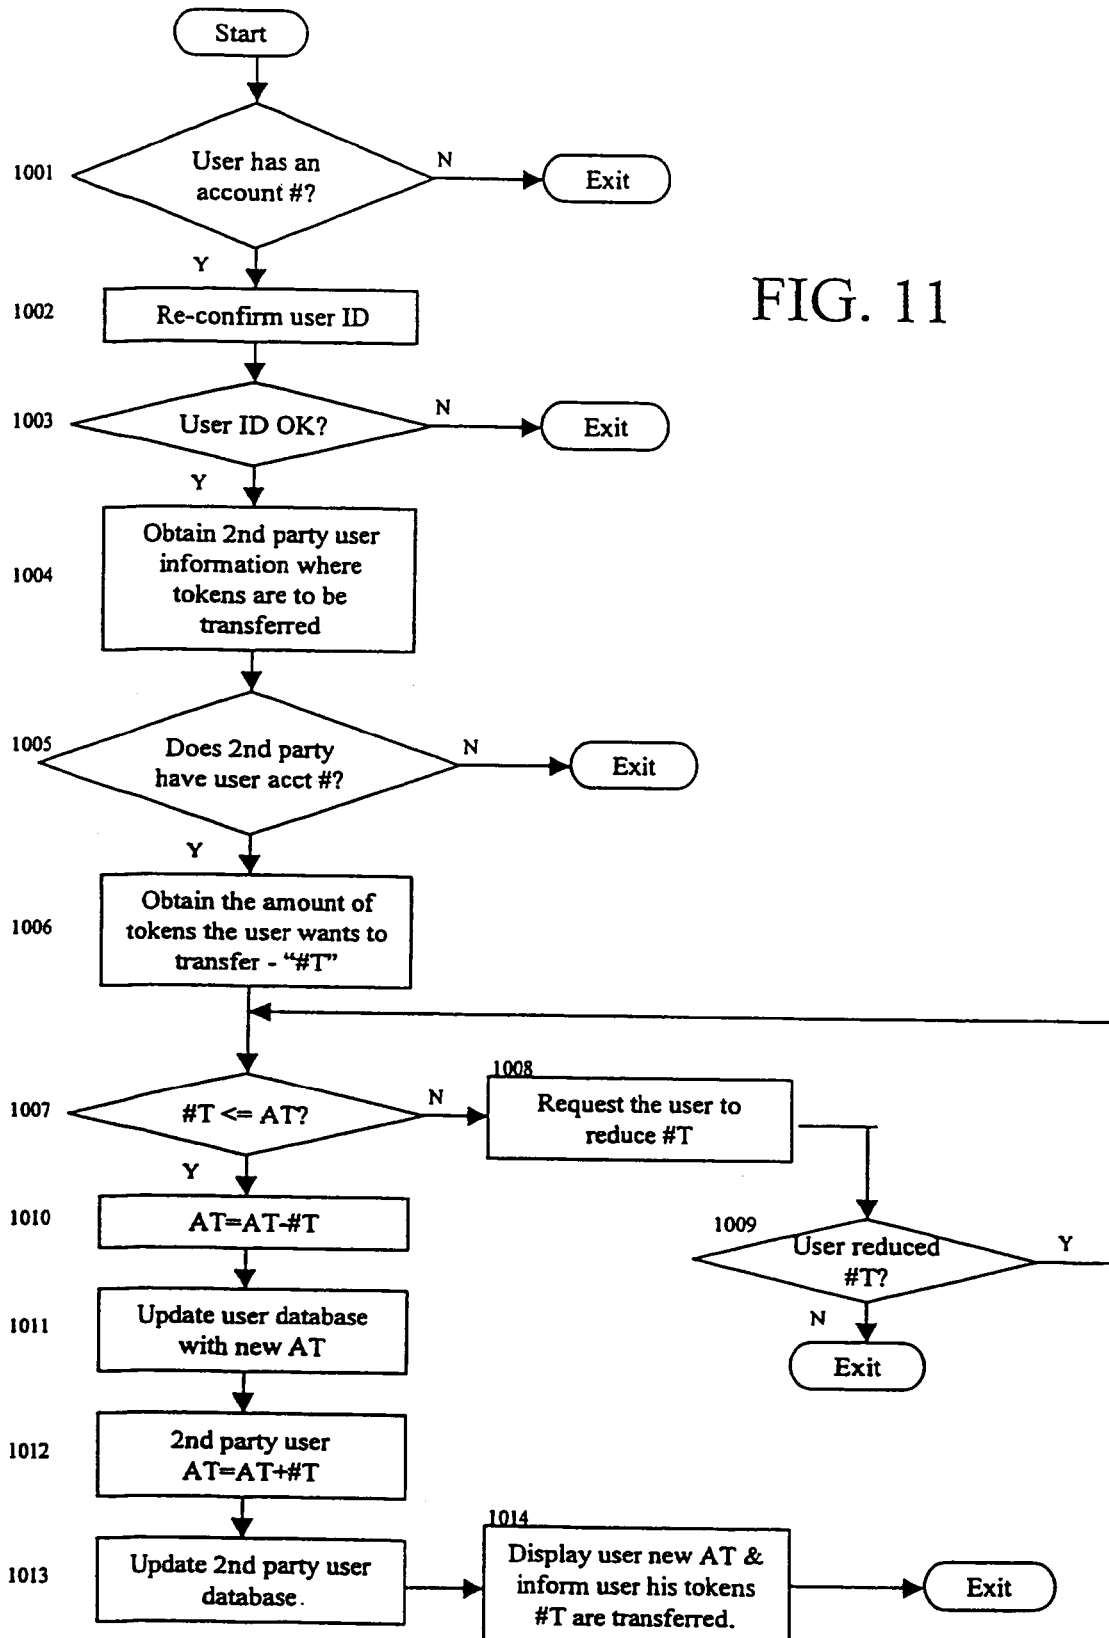 Start
1001
User has an
account #?
N
Exit
Y
FIG. 11
1002
Re-confirm user ID
1003
User ID OK?
N
Exit
Y
1004
Obtain 2nd party user
information where
tokens are to be
transferred
1005
Does 2nd party
have user acct #?
N
Exit
Y
1006
Obtain the amount of
tokens the user wants to
transfer - “#T”
1007
#T <= AT?
N
1008
Request the user to
reduce #T
Y
1009
User reduced
#T?
Y
N
Exit
1010
AT=AT-#T
1011
Update user database
with new AT
1012
2nd party user
AT=AT+#T
1013
Update 2nd party user
database.
1014
Display user new AT &
inform user his tokens
#T are transferred.
Exit